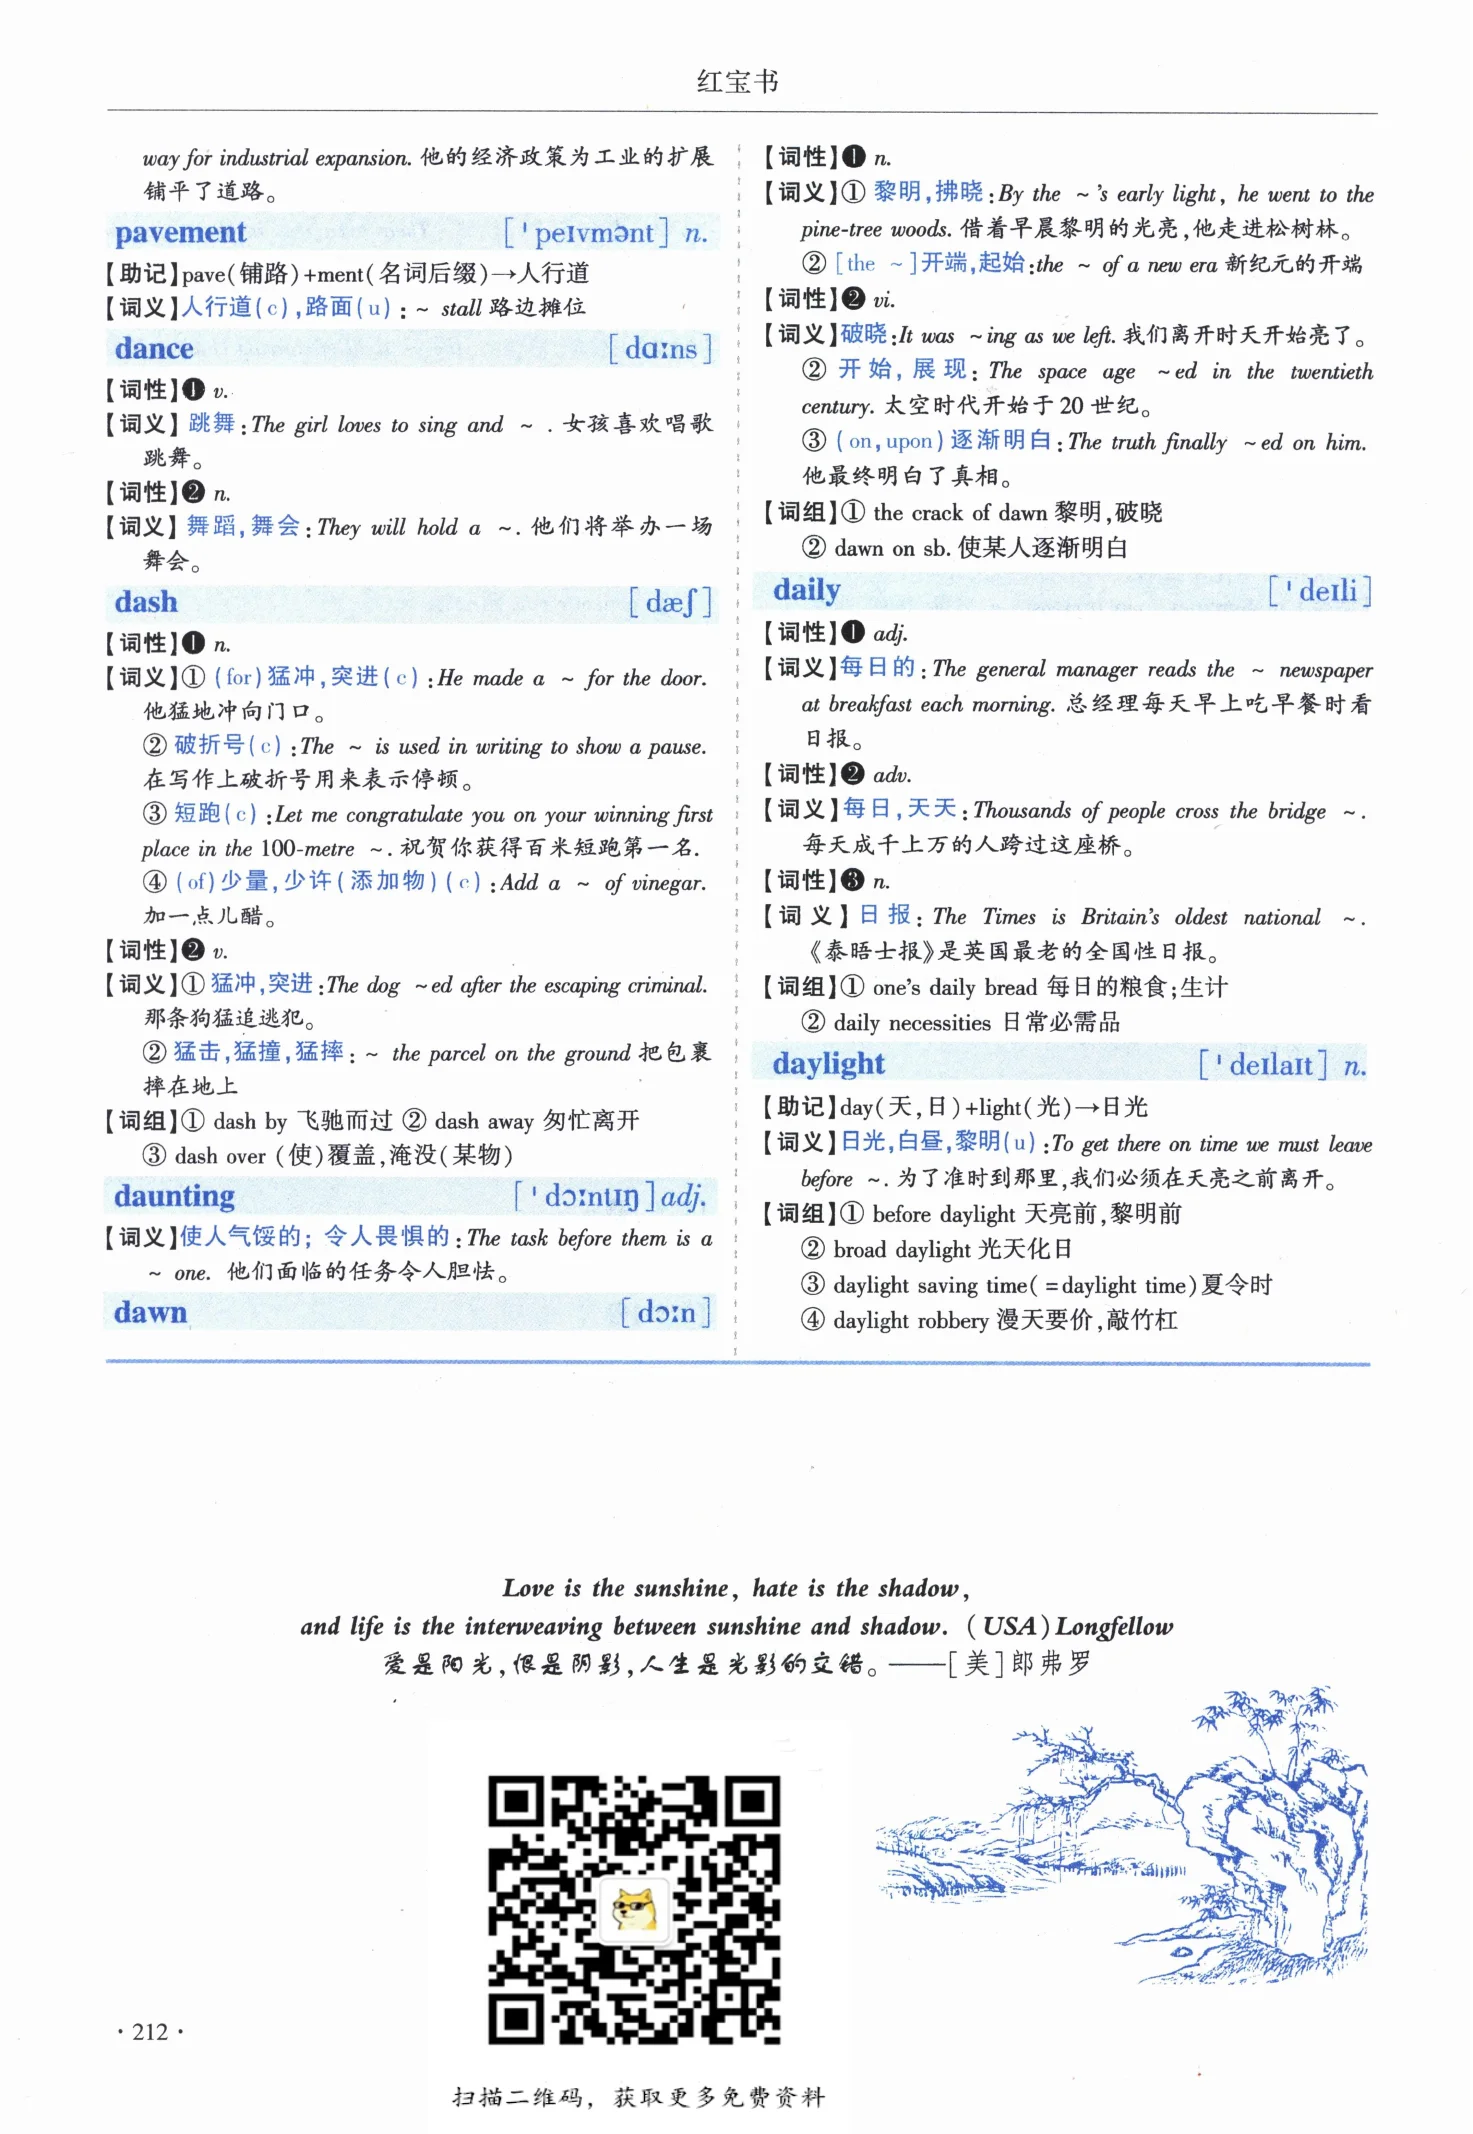 红宝书
way for industrial expansion. 他的经济政策为工业的扩展
铺平了道路。
pavement [ˈpeIvmənt] n.
【助记】pave(铺路)+ment(名词后缀)→人行道
【词义】人行道(c),路面(u):~ stall 路边摊位
dance [dɑːns]
【词性】❶ v.
【词义】跳舞:The girl loves to sing and ~ . 女孩喜欢唱歌
跳舞。
【词性】❷ n.
【词义】舞蹈,舞会:They will hold a ~. 他们将举办一场
舞会。
dash [dæʃ]
【词性】❶ n.
【词义】① (for)猛冲,突进(c):He made a ~ for the door.
他猛地冲向门口。
② 破折号(c):The ~ is used in writing to show a pause.
在写作上破折号用来表示停顿。
③ 短跑(c):Let me congratulate you on your winning first
place in the 100-metre ~. 祝贺你获得百米短跑第一名.
④ (of)少量,少许(添加物)(c):Add a ~ of vinegar.
加一点儿醋。
【词性】❷ v.
【词义】① 猛冲,突进:The dog ~ed after the escaping criminal.
那条狗猛追逃犯。
② 猛击,猛撞,猛摔:~ the parcel on the ground 把包裹
摔在地上
【词组】① dash by 飞驰而过 ② dash away 匆忙离开
③ dash over (使)覆盖,淹没(某物)
daunting [ˈdɔːntɪŋ] adj.
【词义】使人气馁的; 令人畏惧的:The task before them is a
~ one. 他们面临的任务令人胆怯。
dawn [dɔːn]
【词性】❶ n.
【词义】① 黎明,拂晓:By the ~'s early light, he went to the
pine-tree woods. 借着早晨黎明的光亮,他走进松树林。
② [the ~]开端,起始:the ~ of a new era 新纪元的开端
【词性】❷ vi.
【词义】破晓:It was ~ing as we left. 我们离开时天开始亮了。
② 开始,展现:The space age ~ed in the twentieth
century. 太空时代开始于 20 世纪。
③ (on,upon)逐渐明白:The truth finally ~ed on him.
他最终明白了真相。
【词组】① the crack of dawn 黎明,破晓
② dawn on sb. 使某人逐渐明白
daily [ˈdeIli]
【词性】❶ adj.
【词义】每日的:The general manager reads the ~ newspaper
at breakfast each morning. 总经理每天早上吃早餐时看
日报。
【词性】❷ adv.
【词义】每日,天天:Thousands of people cross the bridge ~.
每天成千上万的人跨过这座桥。
【词性】❸ n.
【词义】日报:The Times is Britain's oldest national ~.
《泰晤士报》是英国最老的全国性日报。
【词组】① one's daily bread 每日的粮食;生计
② daily necessities 日常必需品
daylight [ˈdeIlaIt] n.
【助记】day(天,日)+light(光)→日光
【词义】日光,白昼,黎明(u):To get there on time we must leave
before ~. 为了准时到那里,我们必须在天亮之前离开。
【词组】① before daylight 天亮前,黎明前
② broad daylight 光天化日
③ daylight saving time( =daylight time)夏令时
④ daylight robbery 漫天要价,敲竹杠
Love is the sunshine, hate is the shadow,
and life is the interweaving between sunshine and shadow. (USA) Longfellow
爱是阳光,恨是阴影,人生是光影的交错。——[美]郎弗罗
· 212 ·
扫描二维码，获取更多免费资料